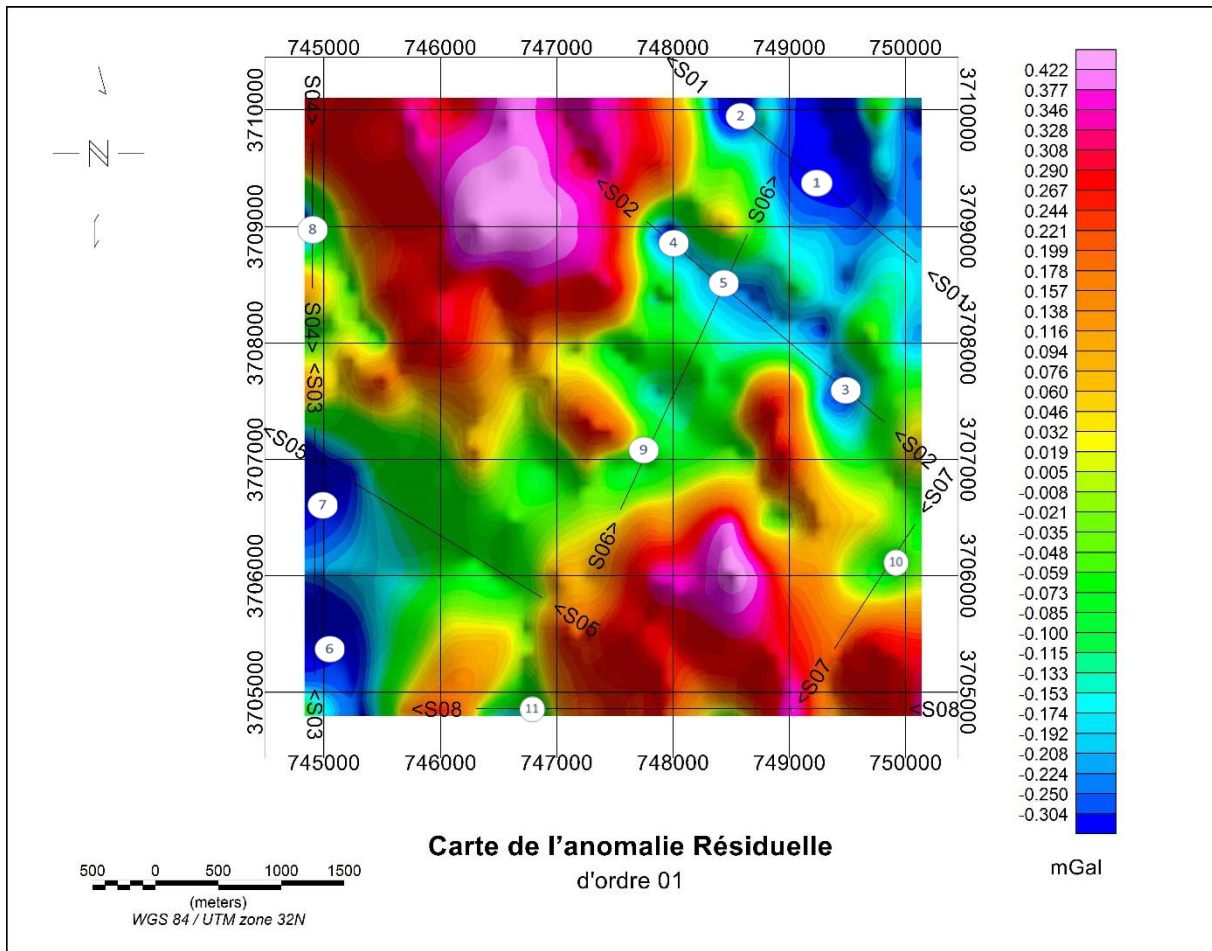 745000 746000 747000 748000 749000 750000
<S01
S04>
3710000
3710000
2
N
1
<S02
S06>
3709000
3709000
8
4
5
<S01
S04>
3708000
3708000
<S03
3
<S05
<S02
9
3707000
3707000
<S07
7
S06>
10
3706000
3706000
<S05
6
<S07
3705000
3705000
<S03
<S08
11
<S08
745000 746000 747000 748000 749000 750000
0.422
0.377
0.346
0.328
0.308
0.290
0.267
0.244
0.221
0.199
0.178
0.157
0.138
0.116
0.094
0.076
0.060
0.046
0.032
0.019
0.005
-0.008
-0.021
-0.035
-0.048
-0.059
-0.073
-0.085
-0.100
-0.115
-0.133
-0.153
-0.174
-0.192
-0.208
-0.224
-0.250
-0.304
mGal
Carte de l’anomalie Résiduelle
d'ordre 01
500 0 500 1000 1500
(meters)
WGS 84 / UTM zone 32N